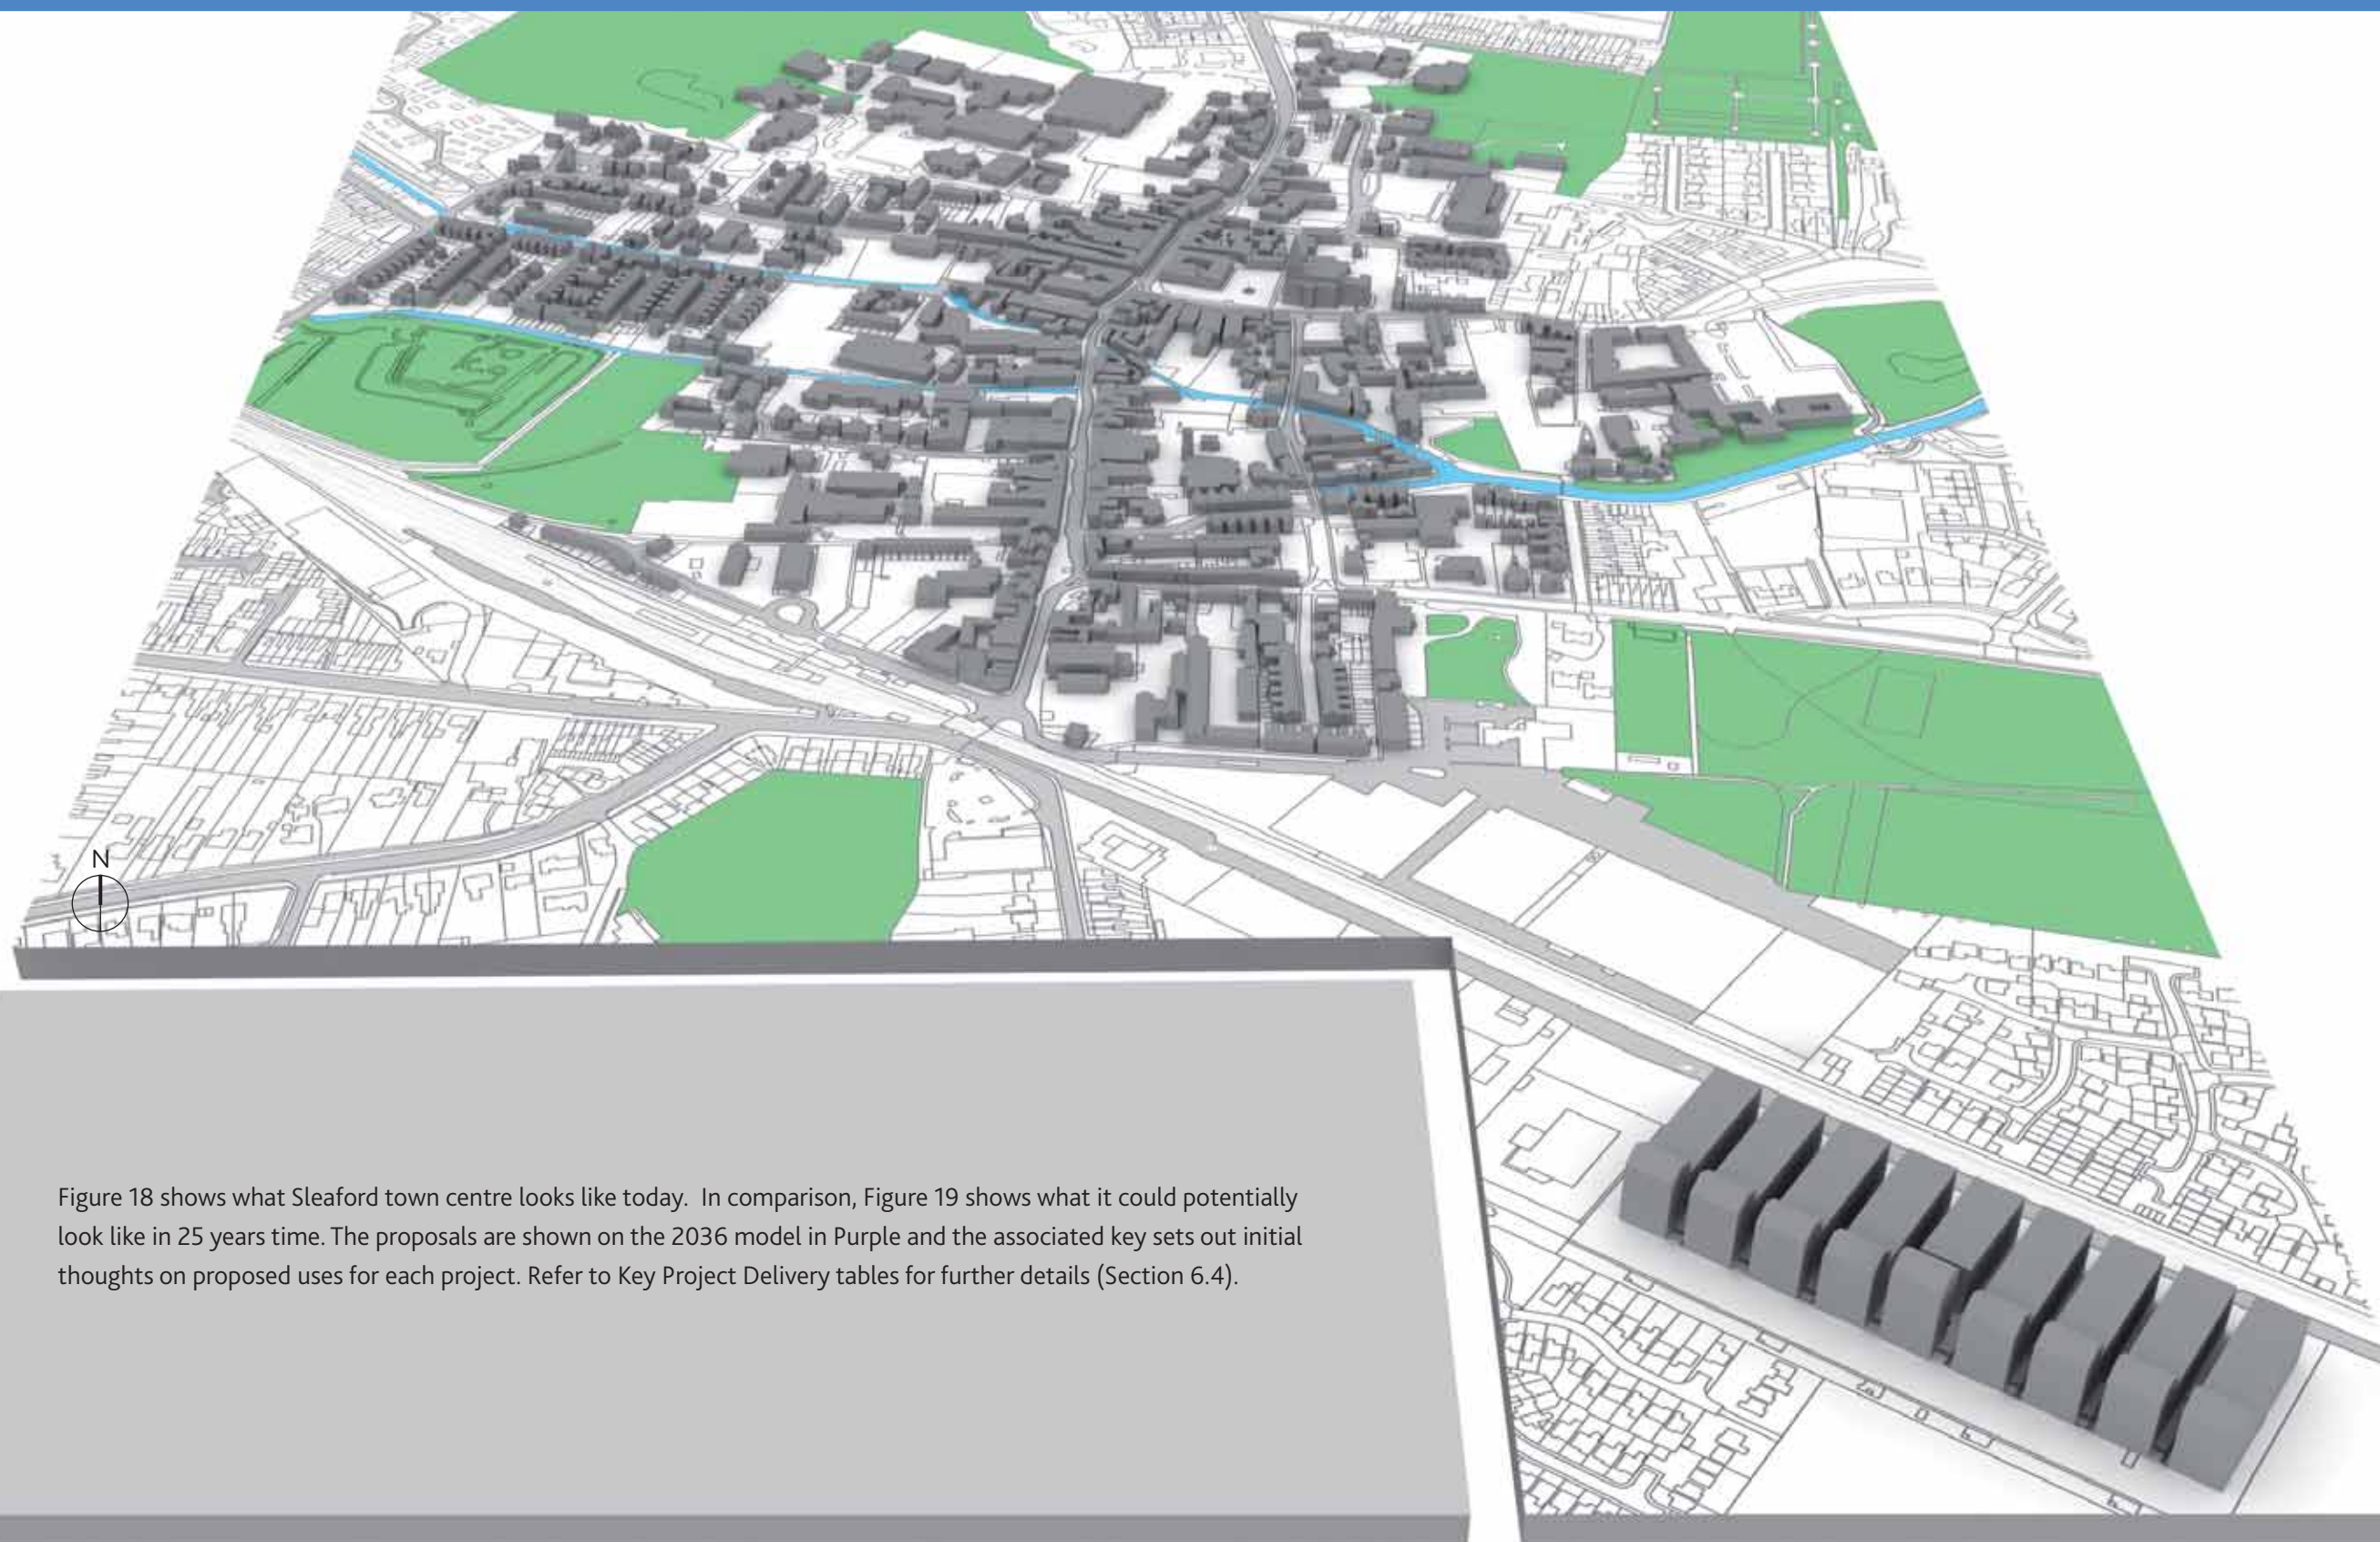 N
Figure 18 shows what Sleaford town centre looks like today.  In comparison, Figure 19 shows what it could potentially
look like in 25 years time. The proposals are shown on the 2036 model in Purple and the associated key sets out initial
thoughts on proposed uses for each project. Refer to Key Project Delivery tables for further details (Section 6.4).